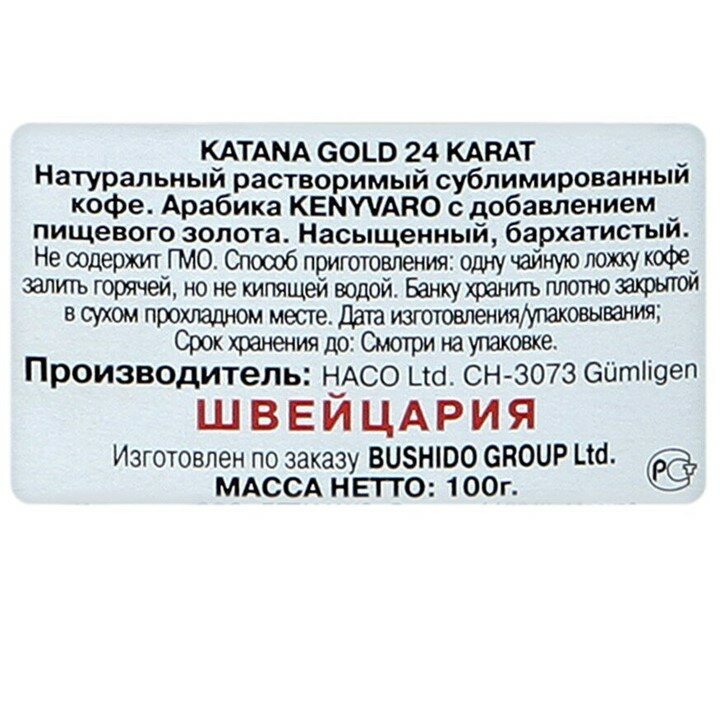 KATANA GOLD 24 KARAT
Натуральный растворимый сублимированный
кофе. Арабика KENYVARO с добавлением
пищевого золота. Насыщенный, бархатистый.
Не содержит ГМО. Способ приготовления: одну чайную ложку кофе
залить горячей, но не кипящей водой. Банку хранить плотно закрытой
в сухом прохладном месте. Дата изготовления/упаковывания;
Срок хранения до: Смотри на упаковке.
Производитель: HACO Ltd. CH-3073 Gümligen
ШВЕЙЦАРИЯ
Изготовлен по заказу BUSHIDO GROUP Ltd.
МАССА НЕТТО: 100г.